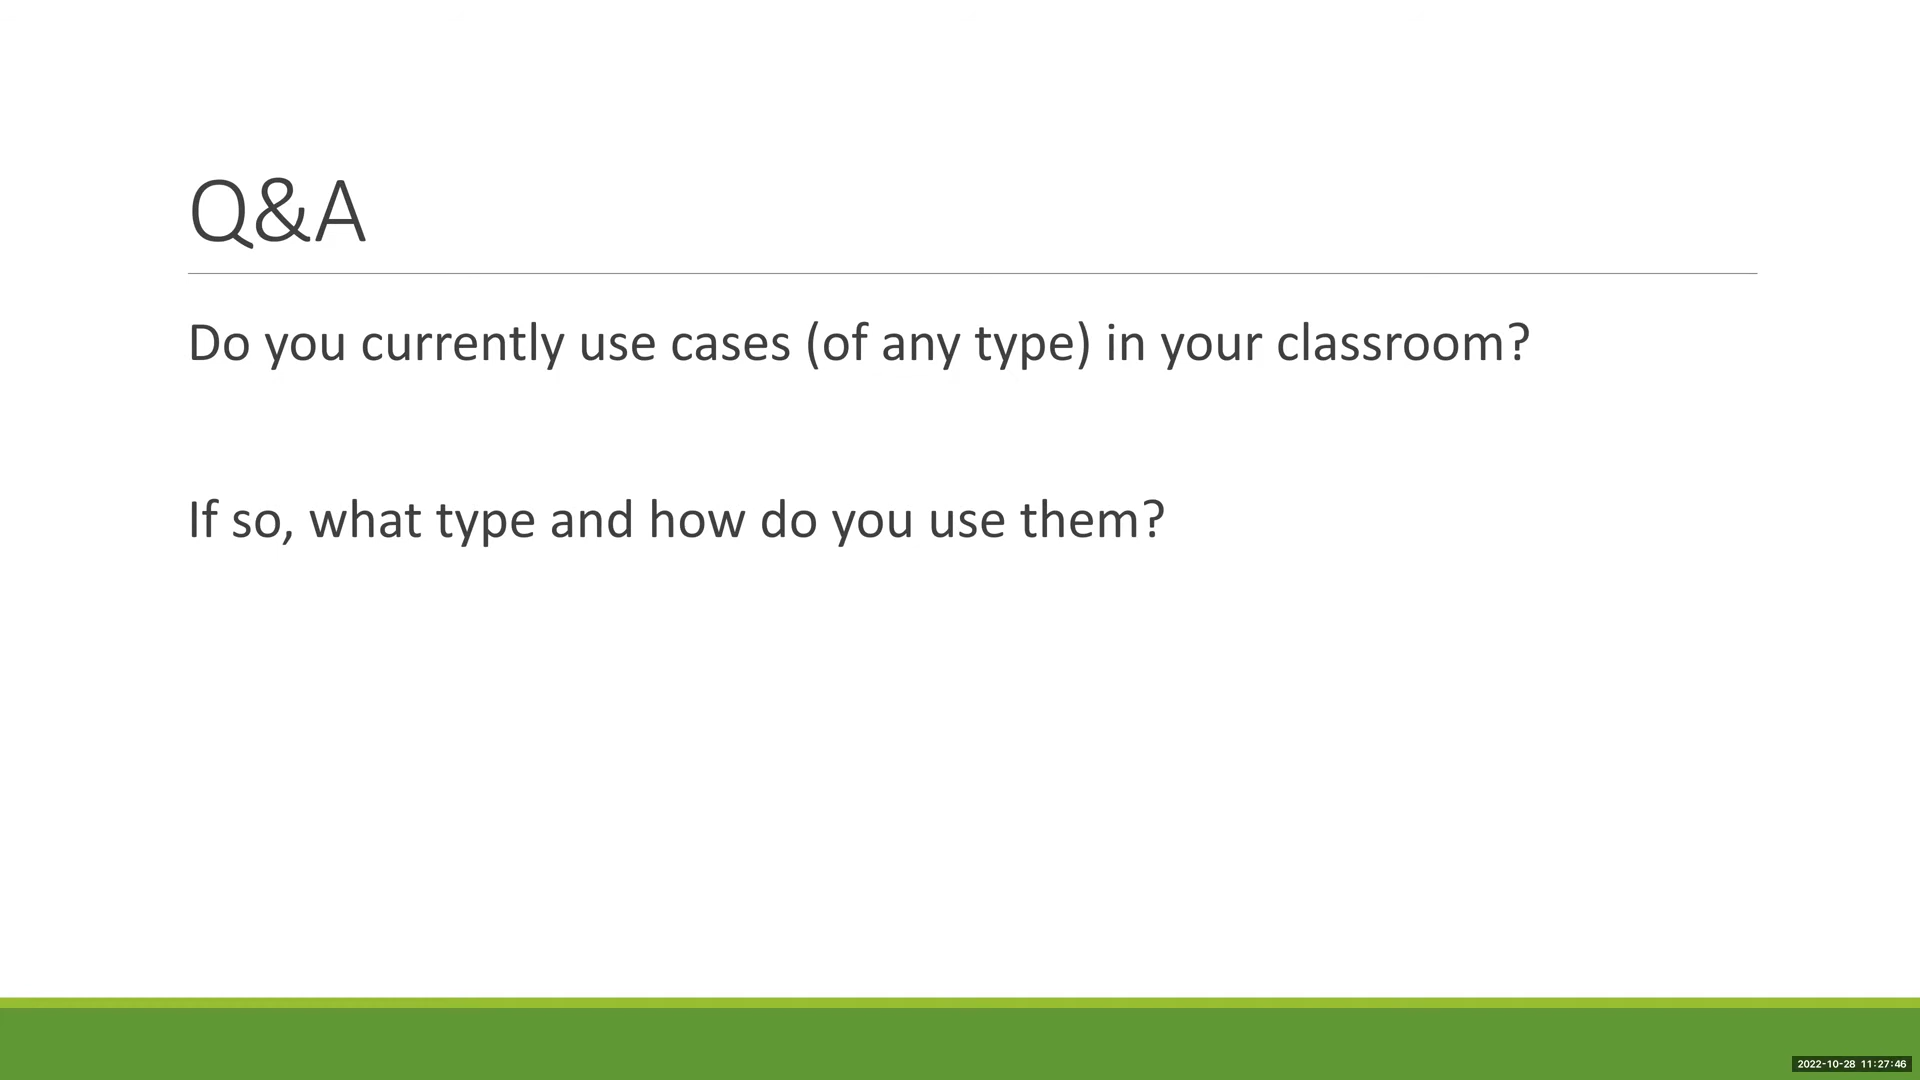 Q&A
Do you currently use cases (of any type) in your classroom?
If so, what type and how do you use them?
2022-10-28 11:27:46